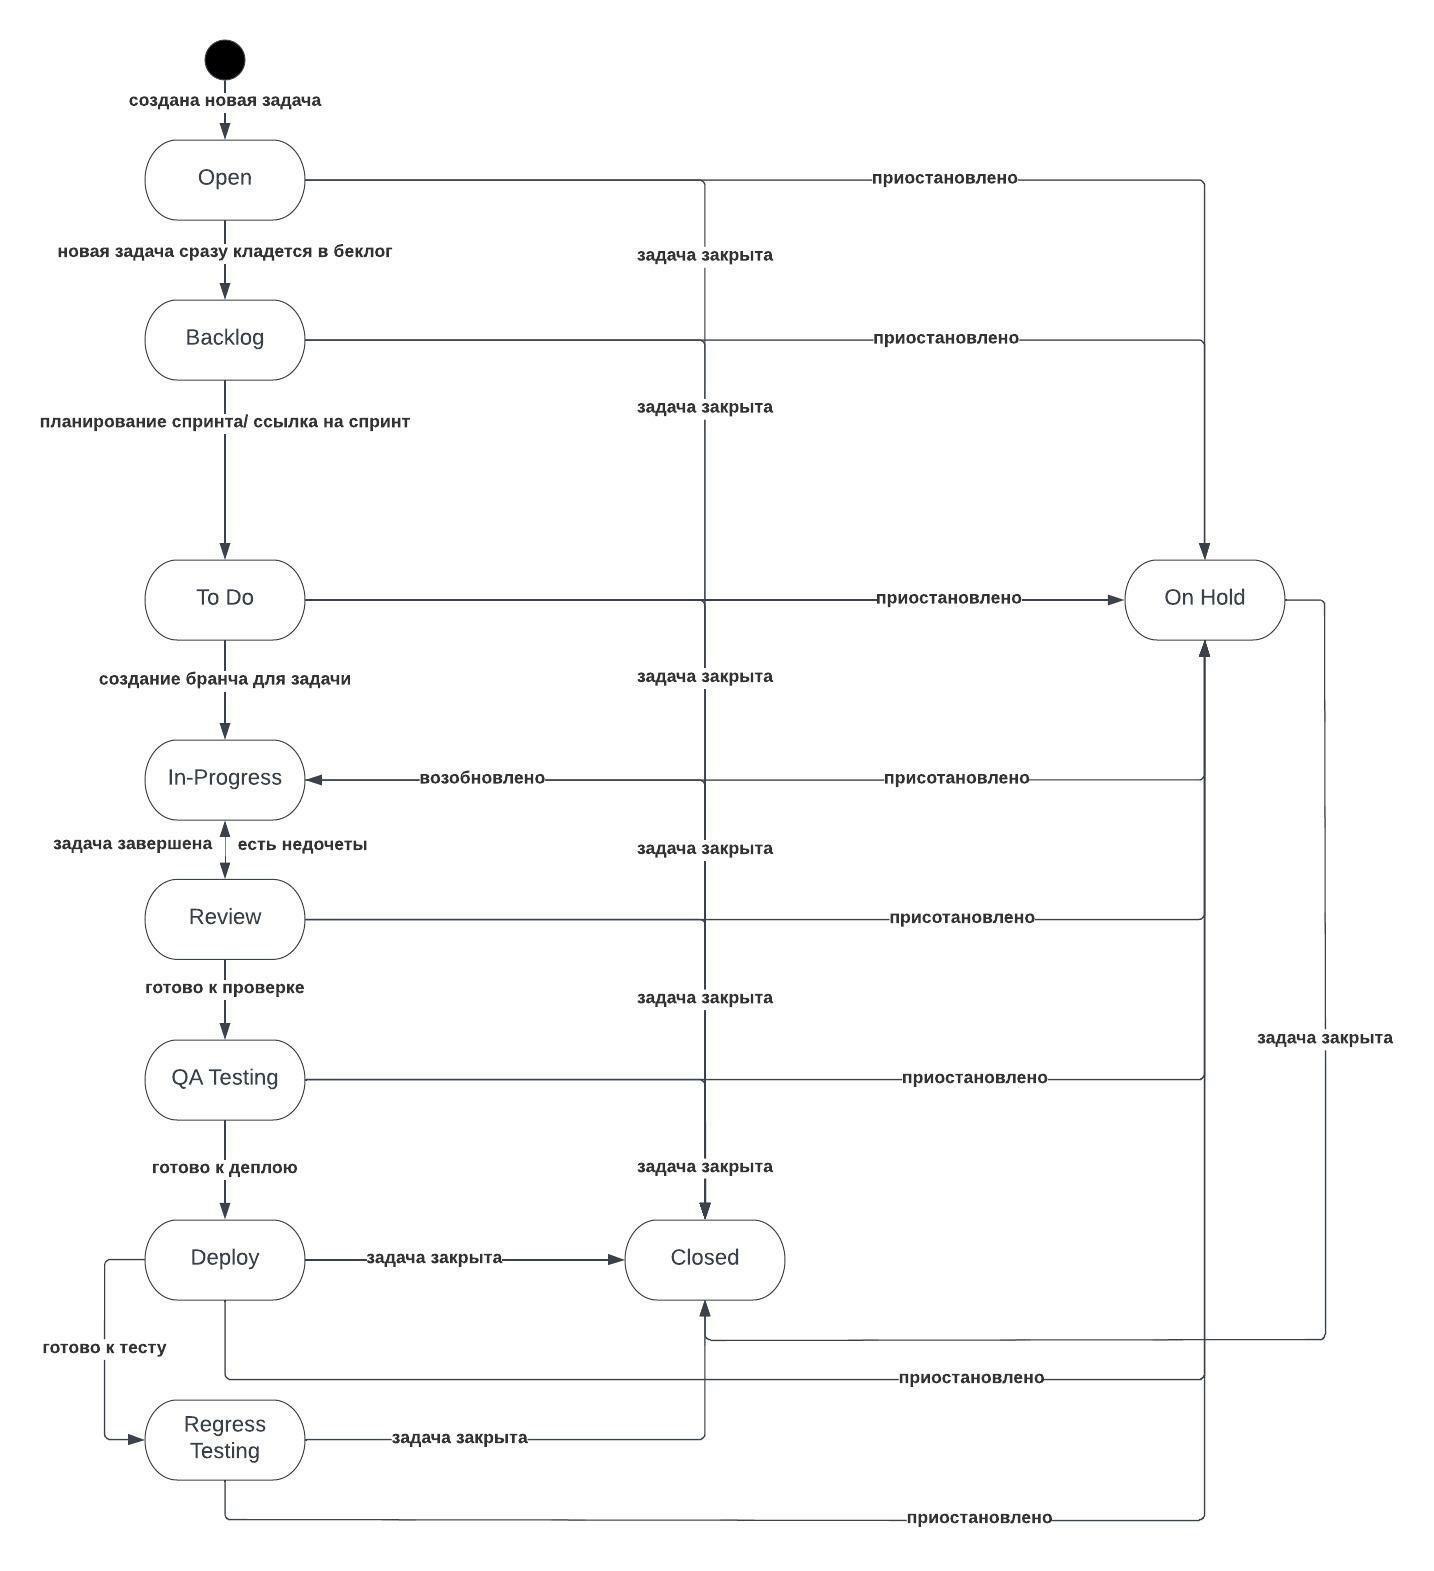 создана новая задача
Open
приостановлено
новая задача сразу кладется в беклог
задача закрыта
Backlog
приостановлено
планирование спринта/ ссылка на спринт
задача закрыта
To Do
приостановлено
On Hold
создание бранча для задачи
задача закрыта
In-Progress
возобновлено
присотановлено
задача завершена
есть недочеты
задача закрыта
Review
присотановлено
готово к проверке
задача закрыта
задача закрыта
QA Testing
приостановлено
готово к деплою
задача закрыта
Deploy
задача закрыта
Closed
готово к тесту
приостановлено
Regress
Testing
задача закрыта
приостановлено